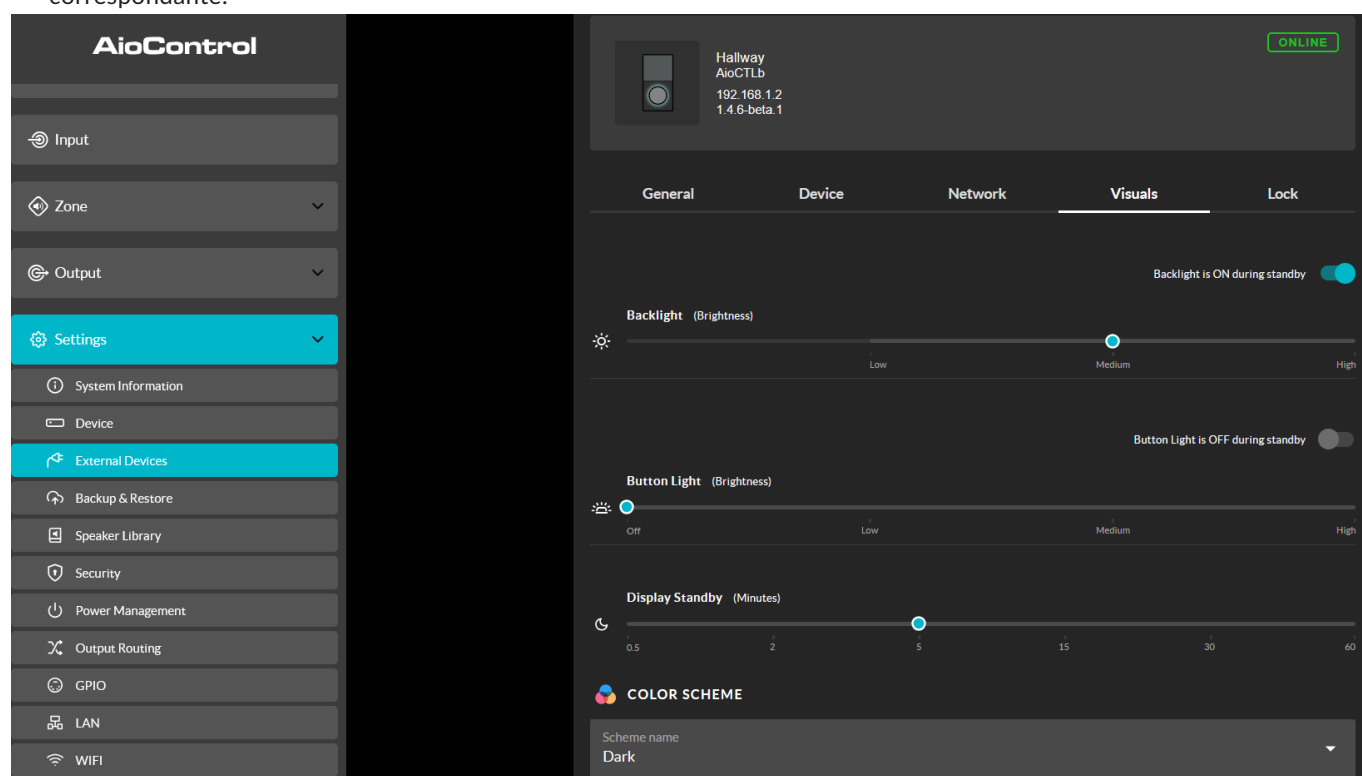 correspondante.
AioControl
Input
Zone
Output
Settings
System Information
Device
External Devices
Backup & Restore
Speaker Library
Security
Power Management
Output Routing
GPIO
LAN
WIFI
Hallway
AioCTLb
192.168.1.2
1.4.6-beta.1
ONLINE
General Device Network Visuals Lock
Backlight is ON during standby
Backlight (Brightness)
Low Medium High
Button Light is OFF during standby
Button Light (Brightness)
Off Low Medium High
Display Standby (Minutes)
0.5 2 5 15 30 60
COLOR SCHEME
Scheme name
Dark